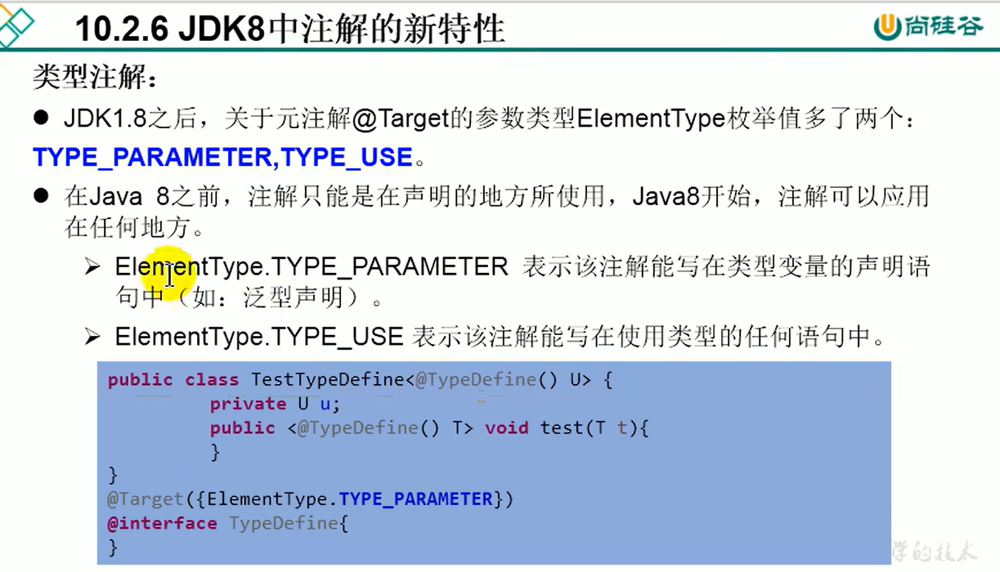 10.2.6 JDK8中注解的新特性
尚硅谷
类型注解：
● JDK1.8之后，关于元注解@Target的参数类型ElementType枚举值多了两个：
TYPE_PARAMETER,TYPE_USE。
● 在Java 8之前，注解只能是在声明的地方所使用，Java8开始，注解可以应用
在任何地方。
➢ ElementType.TYPE_PARAMETER 表示该注解能写在类型变量的声明语
句中（如：泛型声明）。
➢ ElementType.TYPE_USE 表示该注解能写在使用类型的任何语句中。
public class TestTypeDefine<@TypeDefine() U> {
private U u;
public <@TypeDefine() T> void test(T t){
}
}
@Target({ElementType.TYPE_PARAMETER})
@interface TypeDefine{
}
学的技术